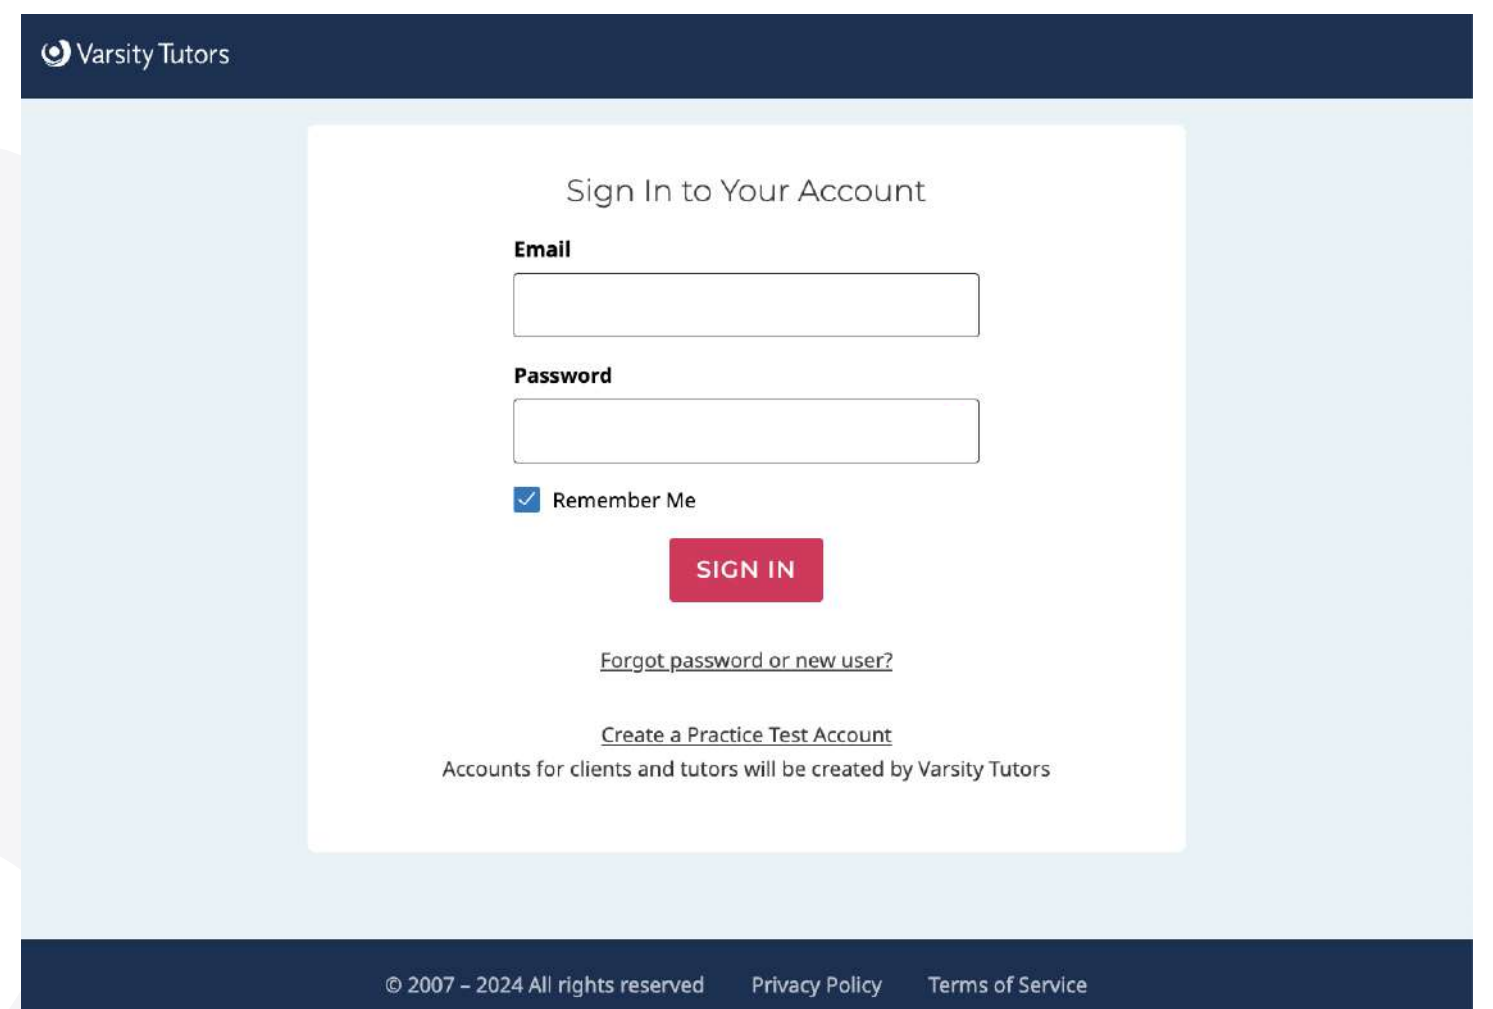 Varsity Tutors
Sign In to Your Account
Email
Password
Remember Me
SIGN IN
Forgot password or new user?
Create a Practice Test Account
Accounts for clients and tutors will be created by Varsity Tutors
© 2007 – 2024 All rights reserved Privacy Policy Terms of Service